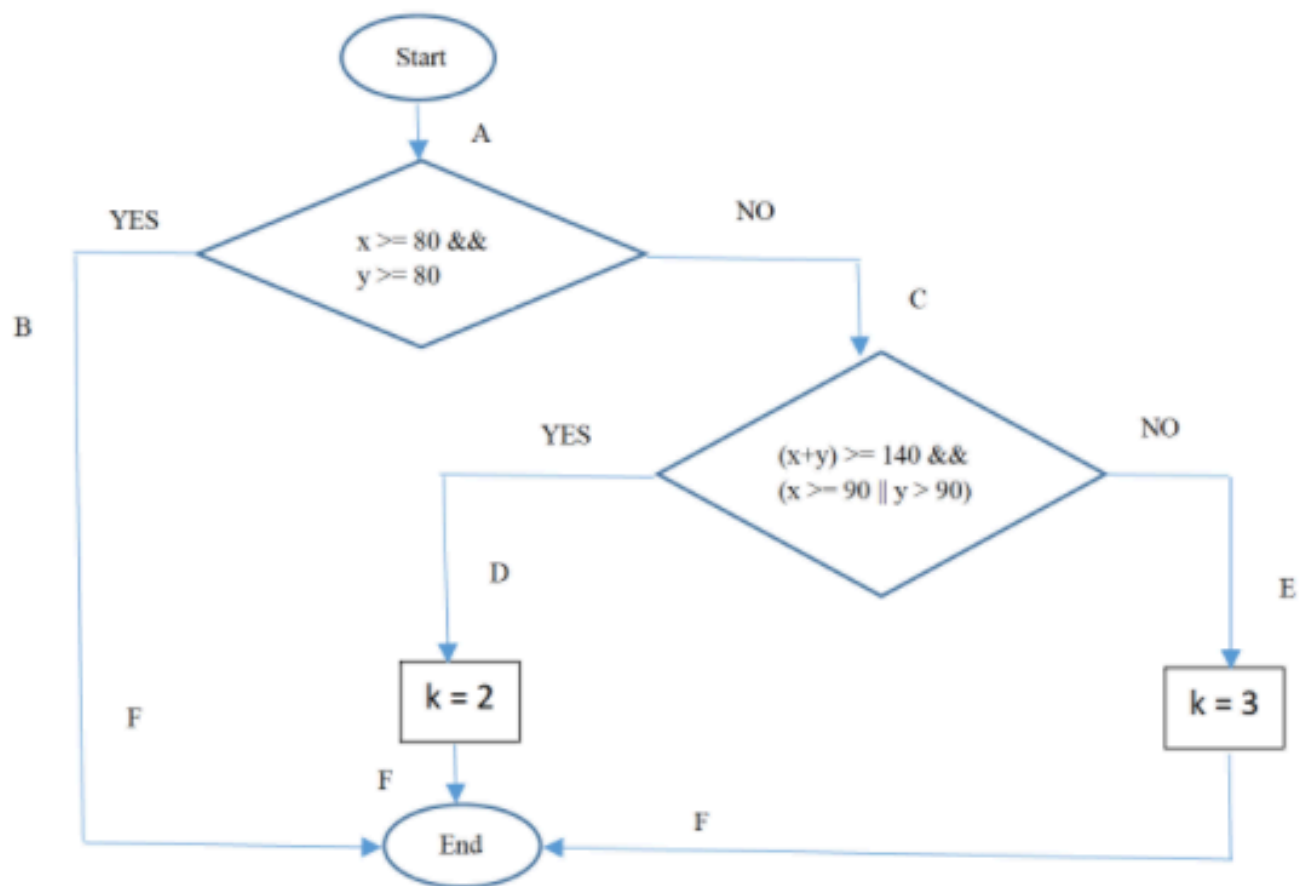 Start
A
YES
NO
x >= 80 &&
y >= 80
B
C
YES
NO
(x+y) >= 140 &&
(x >= 90 || y > 90)
D
E
k = 2
k = 3
F
F
F
End